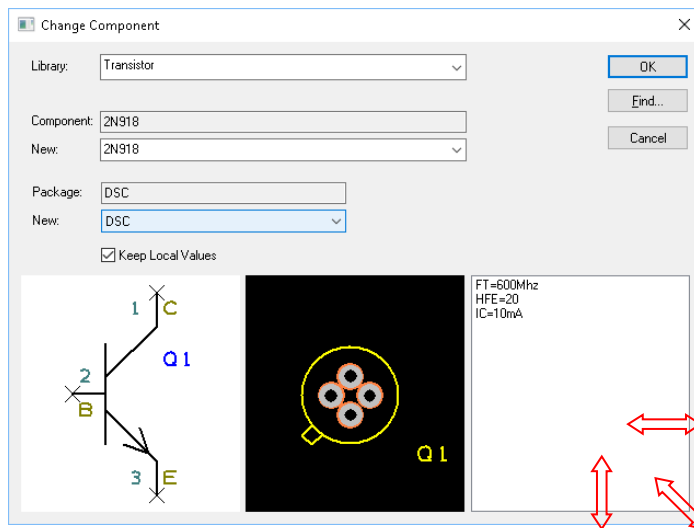 Change Component
Library: Transistor
OK
Find...
Component: 2N918
New: 2N918
Cancel
Package: DSC
New: DSC
Keep Local Values
1 C
Q1
2
B
3 E
Q1
FT=600Mhz
HFE=20
IC=10mA